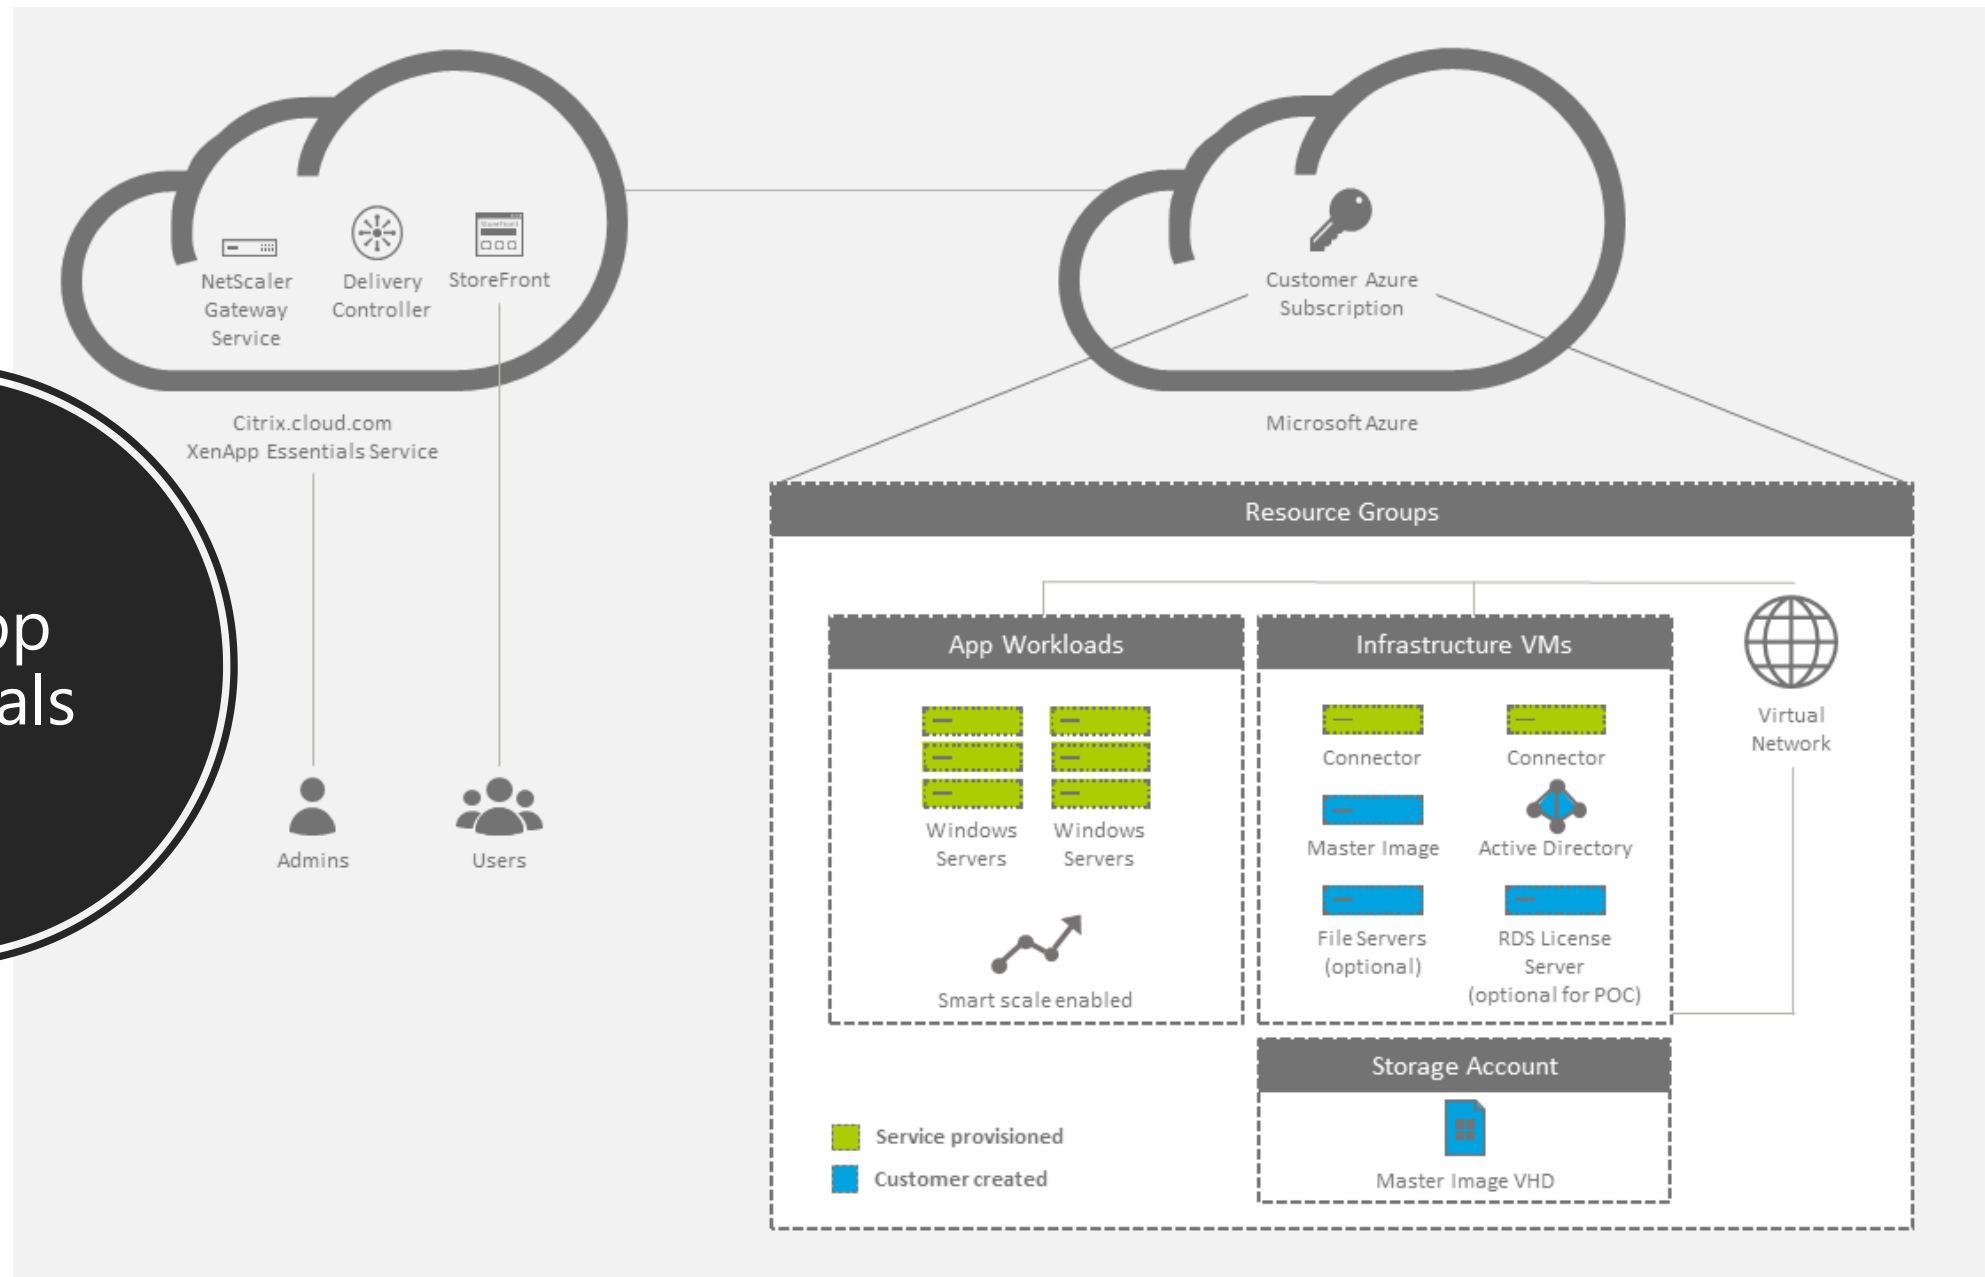 NetScaler
Gateway
Service
Delivery
Controller
StoreFront
Citrix.cloud.com
XenApp Essentials Service
Admins
Users
Customer Azure
Subscription
Microsoft Azure
Resource Groups
App Workloads
Windows
Servers
Windows
Servers
Smart scale enabled
Infrastructure VMs
Connector
Connector
Master Image
Active Directory
File Servers
(optional)
RDS License
Server
(optional for POC)
Virtual
Network
Storage Account
Master Image VHD
Service provisioned
Customer created
als